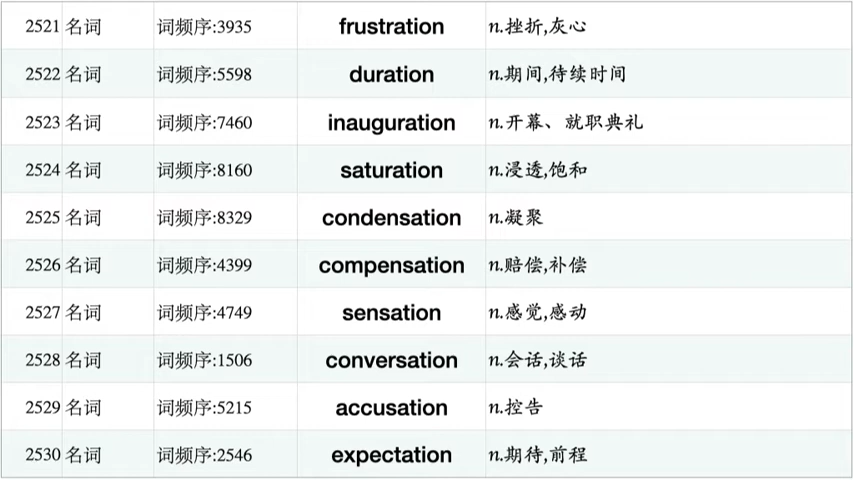 2521 名词 词频序:3935 frustration n.挫折,灰心
2522 名词 词频序:5598 duration n.期间,待续时间
2523 名词 词频序:7460 inauguration n.开幕、就职典礼
2524 名词 词频序:8160 saturation n.浸透,饱和
2525 名词 词频序:8329 condensation n.凝聚
2526 名词 词频序:4399 compensation n.赔偿,补偿
2527 名词 词频序:4749 sensation n.感觉,感动
2528 名词 词频序:1506 conversation n.会话,谈话
2529 名词 词频序:5215 accusation n.控告
2530 名词 词频序:2546 expectation n.期待,前程